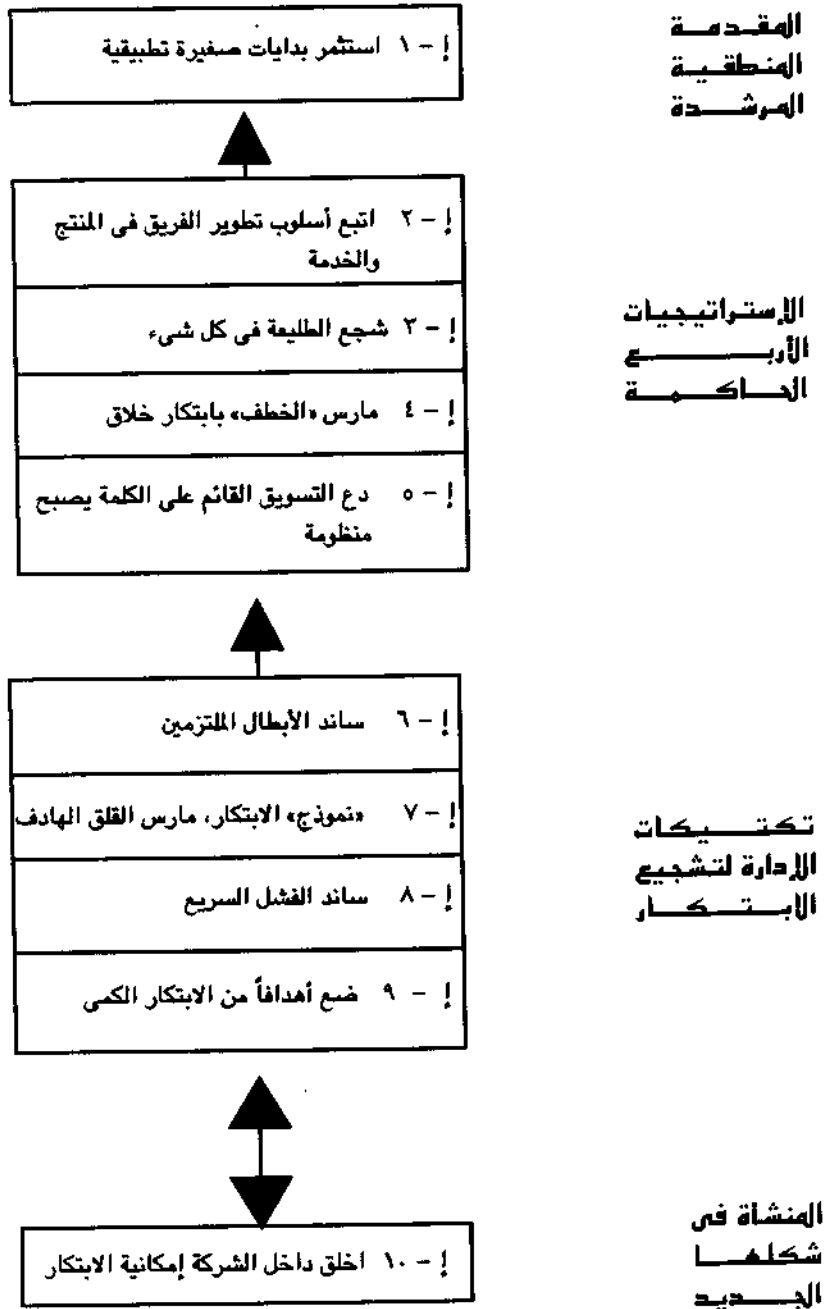 المقدمة
المنطقية
المرشدة
إ - ١ استثمر بدايات صغيرة تطبيقية
الإستراتيجيات
الأربع
الحاكمة
إ - ٢ اتبع أسلوب تطوير الفريق فى المنتج
والخدمة
إ - ٣ شجع الطليعة فى كل شىء
إ - ٤ مارس «الخطف» بابتكار خلاق
إ - ٥ دع التسويق القائم على الكلمة يصبح
منظومة
تكتيكات
الإدارة لتشجيع
الابتكار
إ - ٦ ساند الأبطال الملتزمين
إ - ٧ «نموذج» الابتكار، مارس القلق الهادف
إ - ٨ ساند الفشل السريع
إ - ٩ ضع أهدافاً من الابتكار الكمى
المنشأة فى
شكلها
الجديد
إ - ١٠ اخلق داخل الشركة إمكانية الابتكار